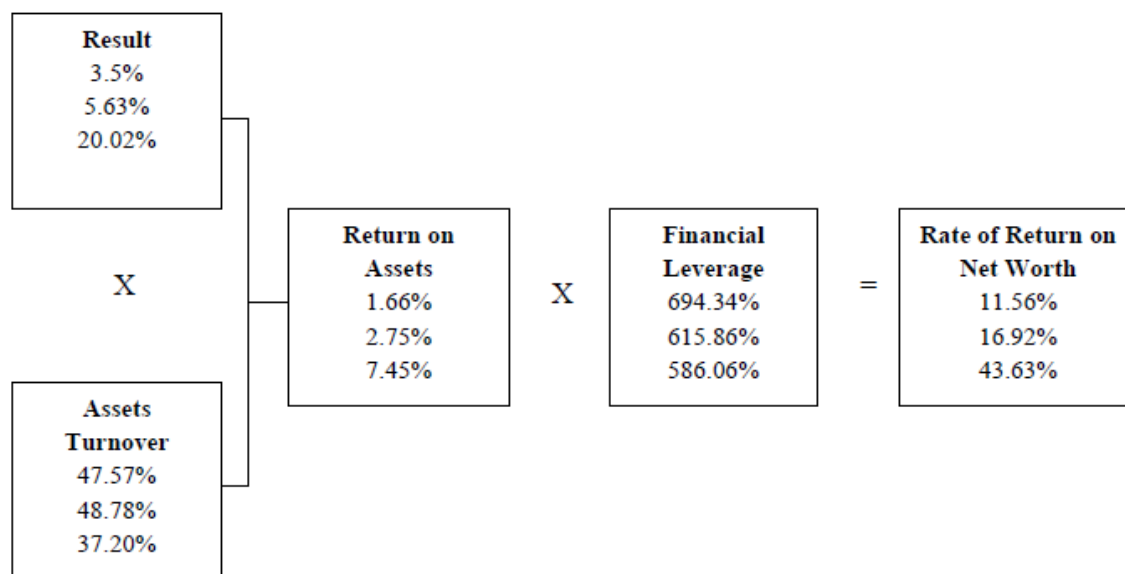 Result
3.5%
5.63%
20.02%
X
Assets
Turnover
47.57%
48.78%
37.20%
Return on
Assets
1.66%
2.75%
7.45%
X
Financial
Leverage
694.34%
615.86%
586.06%
=
Rate of Return on
Net Worth
11.56%
16.92%
43.63%